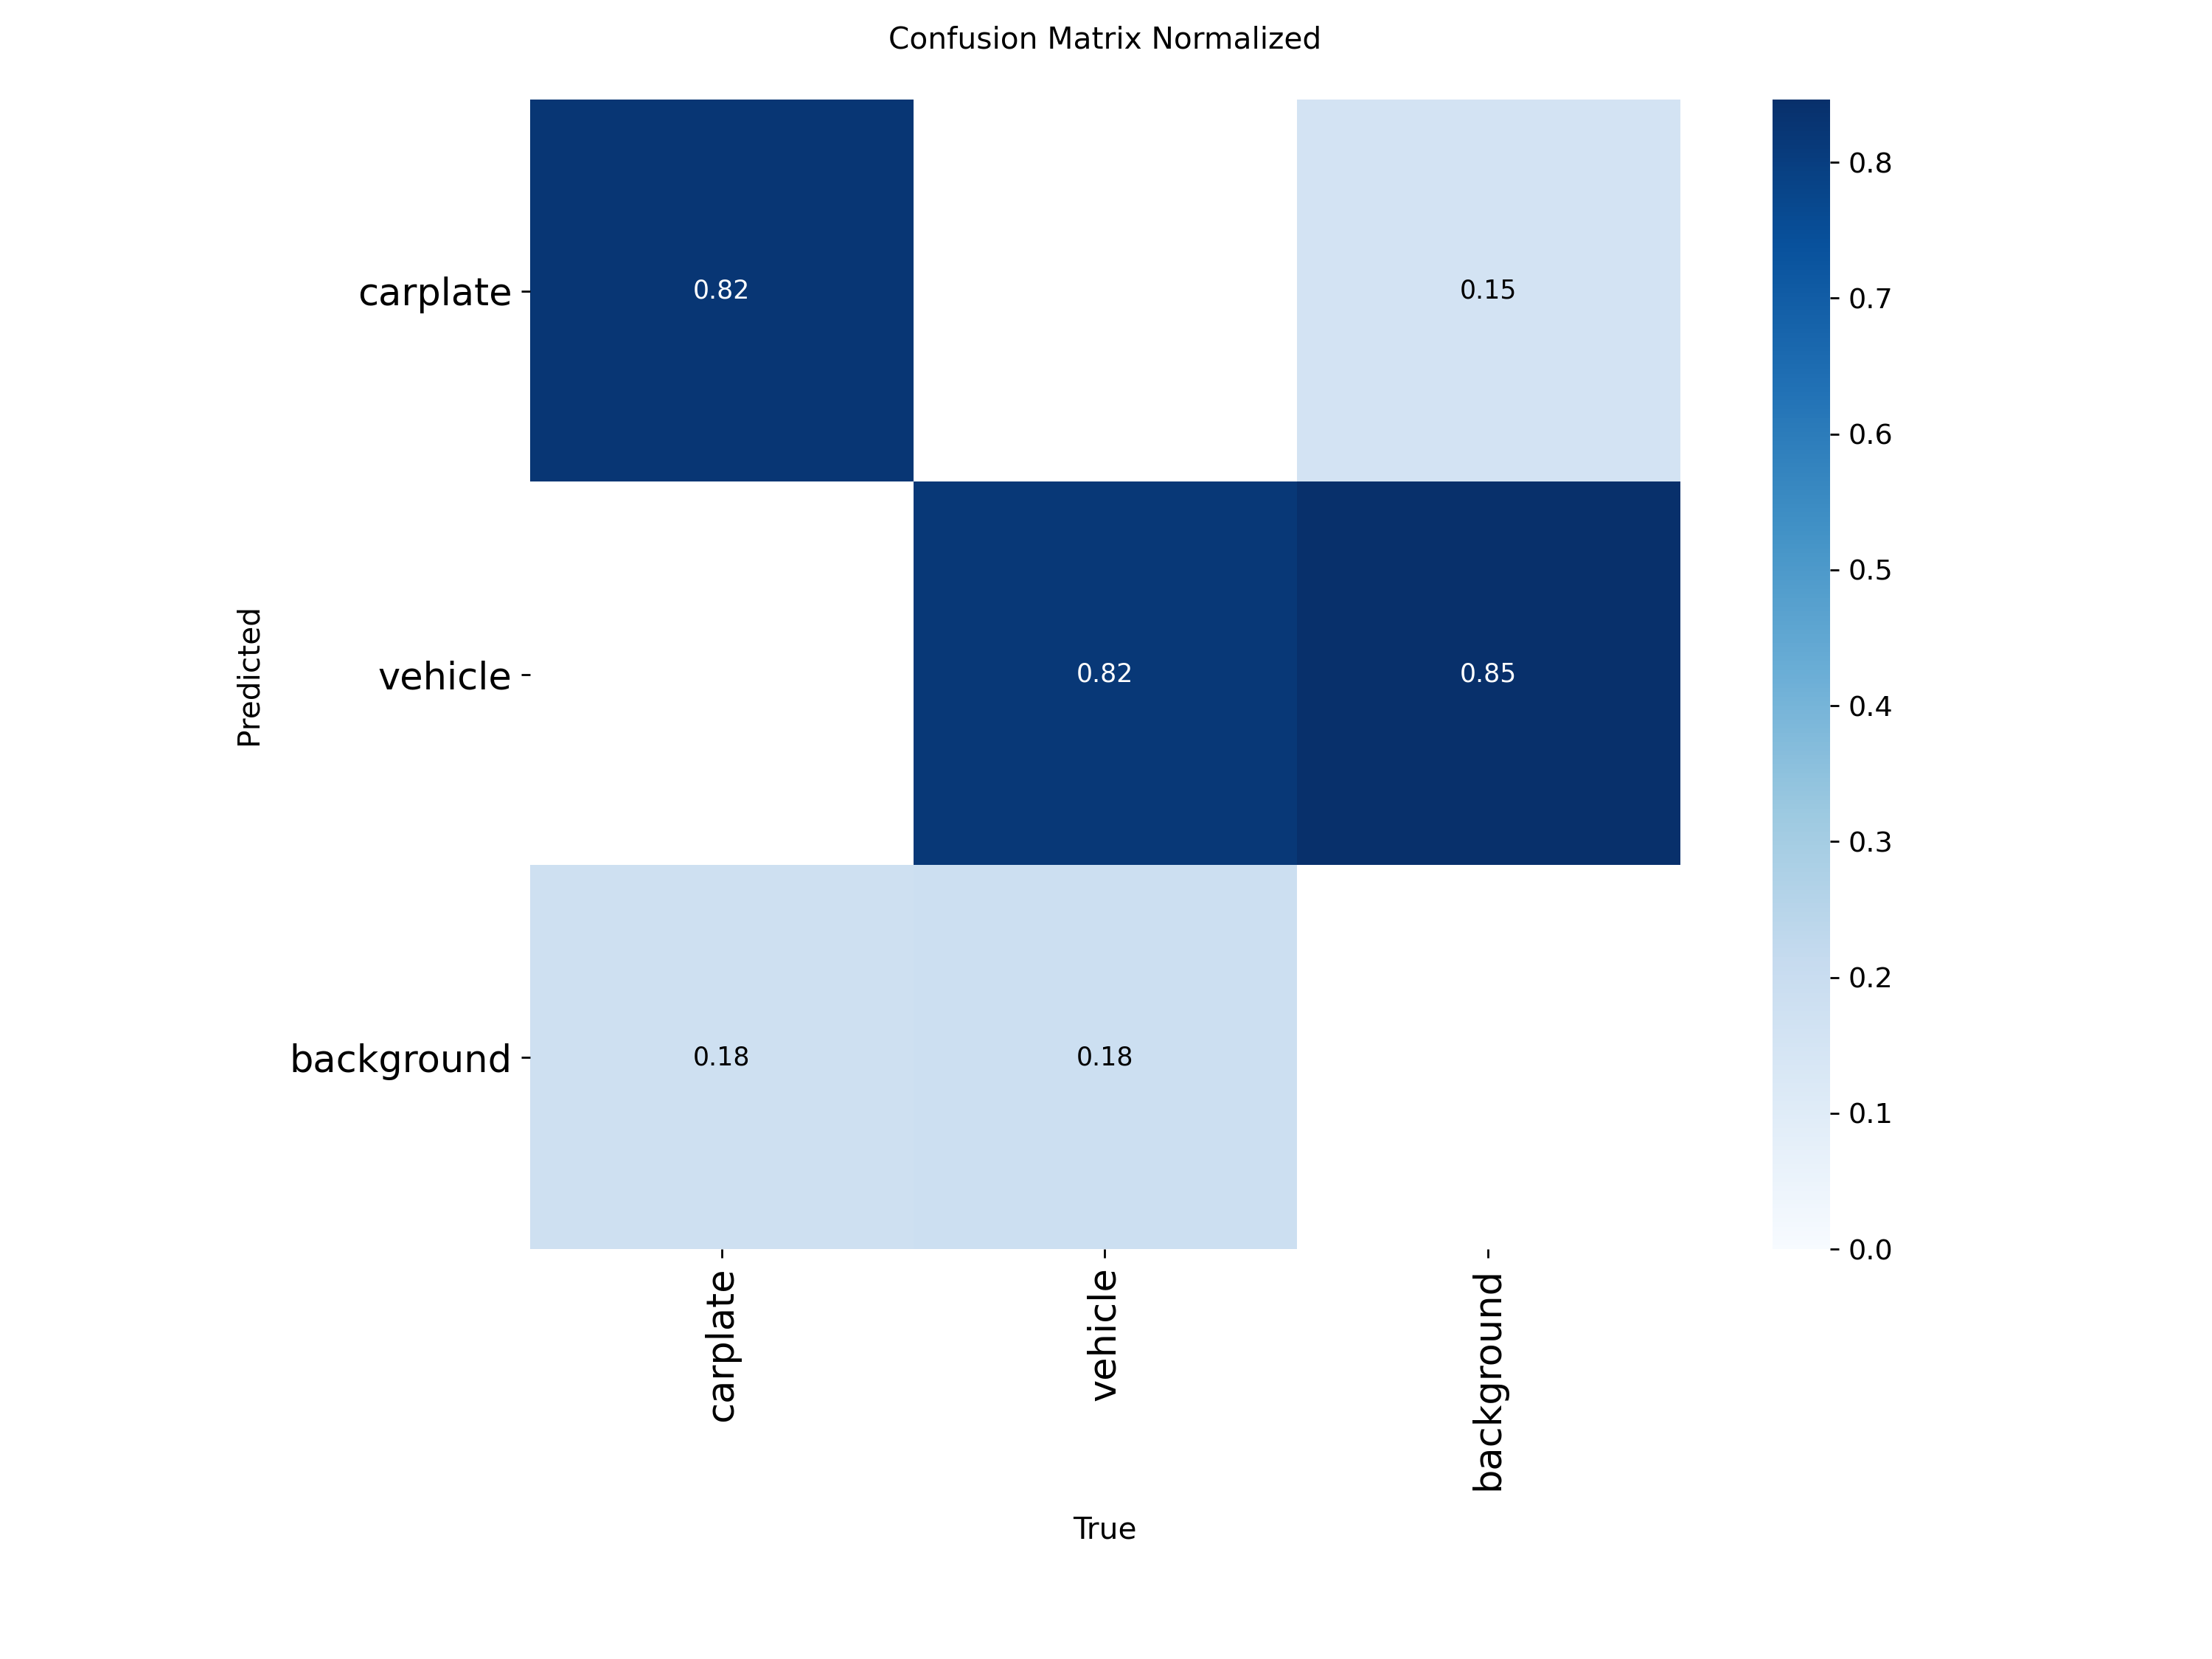 Confusion Matrix Normalized
carplate
0.82
0.15
0.8
0.7
0.6
0.5
0.4
0.3
0.2
0.1
0.0
Predicted
vehicle
0.82
0.85
background
0.18
0.18
carplate
vehicle
background
True